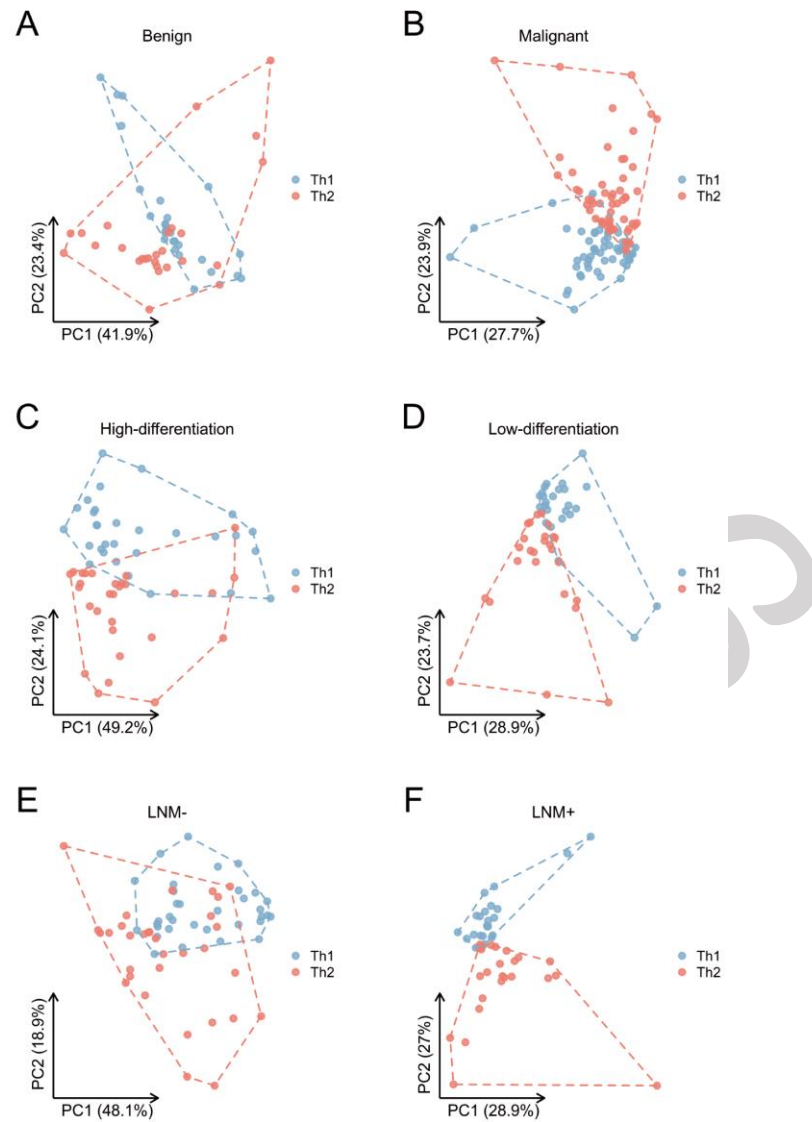 A
Benign
Th1
Th2
PC2 (23.4%)
PC1 (41.9%)
B
Malignant
Th1
Th2
PC2 (23.9%)
PC1 (27.7%)
C
High-differentiation
Th1
Th2
PC2 (24.1%)
PC1 (49.2%)
D
Low-differentiation
Th1
Th2
PC2 (23.7%)
PC1 (28.9%)
E
LNM-
Th1
Th2
PC2 (18.9%)
PC1 (48.1%)
F
LNM+
Th1
Th2
PC2 (27%)
PC1 (28.9%)